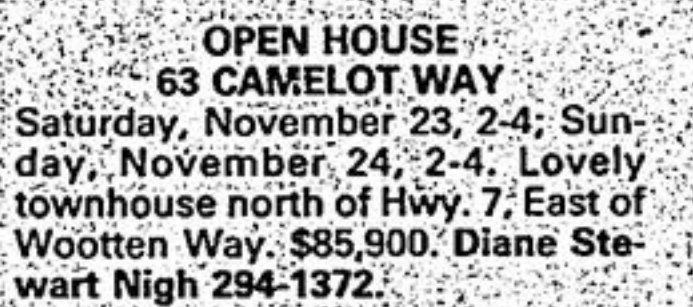 OPEN HOUSE
63 CAMELOT WAY
Saturday, November 23, 2-4; Sun-
day, November 24, 2-4. Lovely
townhouse north of Hwy. 7, East of
Wootten Way. $85,900. Diane Ste-
wart Nigh 294-1372.